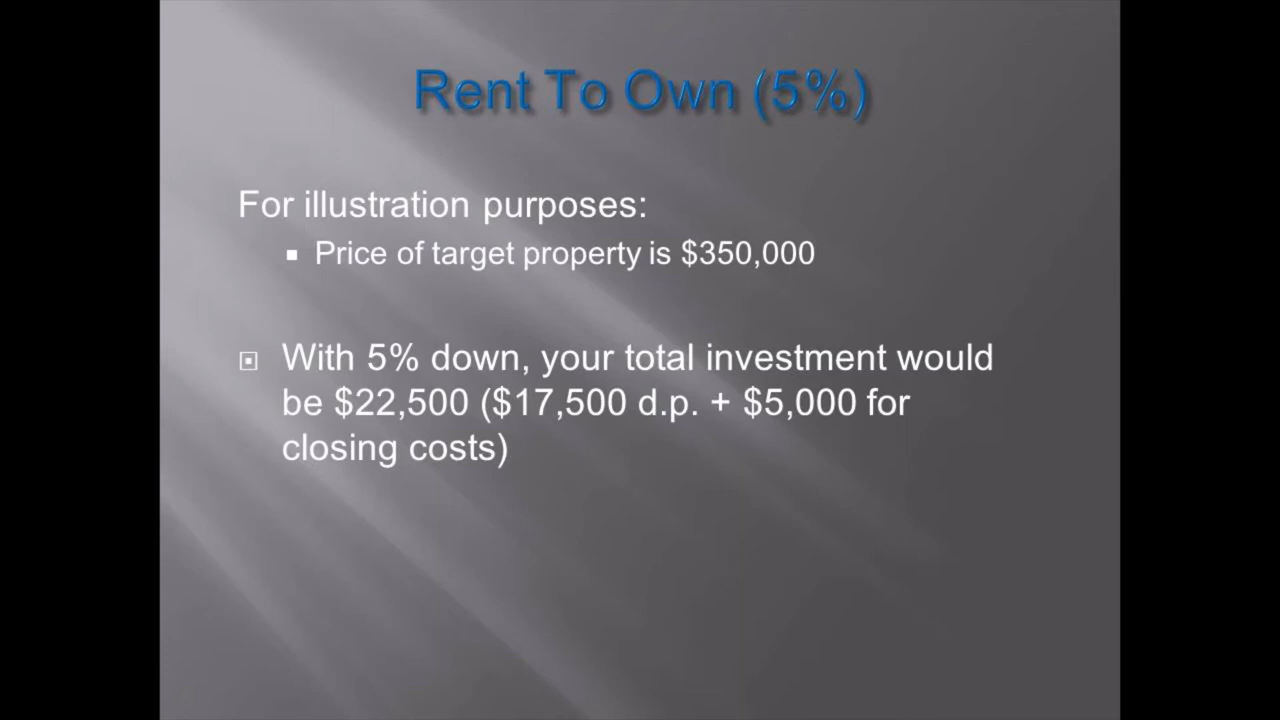 Rent To Own (5%)
For illustration purposes:
▪ Price of target property is $350,000
▣ With 5% down, your total investment would
be $22,500 ($17,500 d.p. + $5,000 for
closing costs)